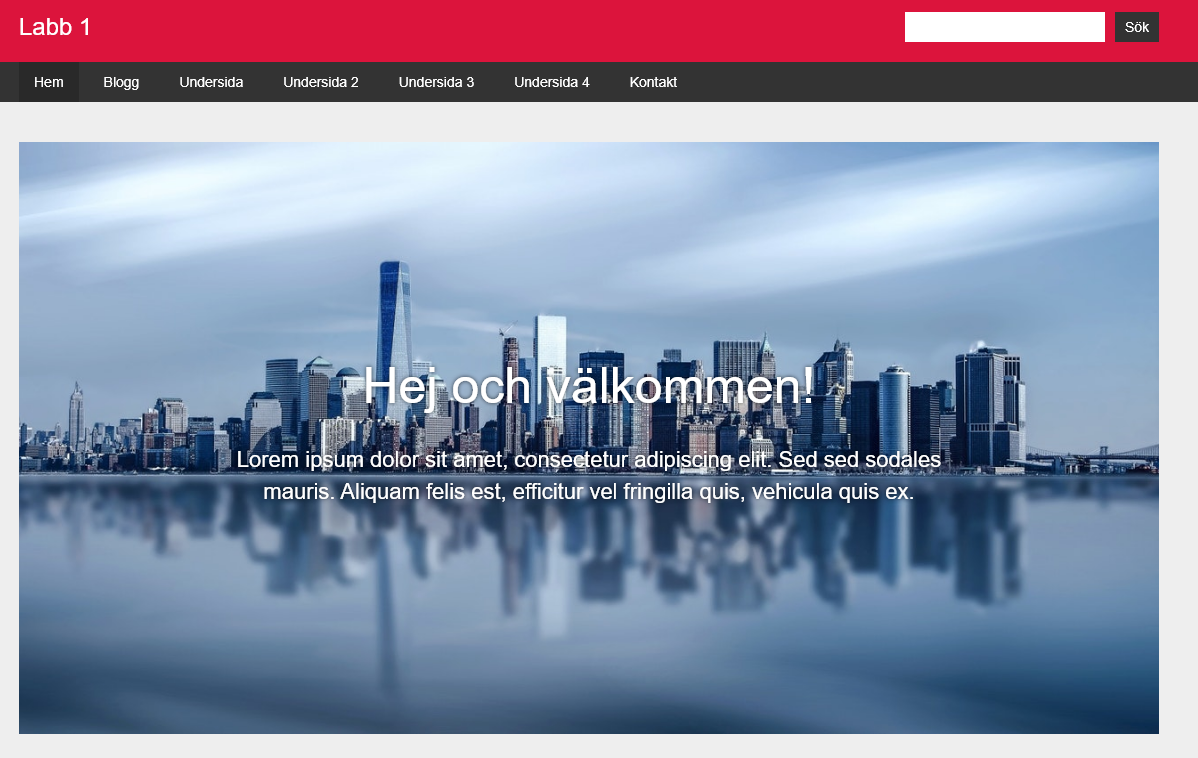 Labb 1
Sök
Hem Blogg Undersida Undersida 2 Undersida 3 Undersida 4 Kontakt
Hej och välkommen!
Lorem ipsum dolor sit amet, consectetur adipiscing elit. Sed sed sodales
mauris. Aliquam felis est, efficitur vel fringilla quis, vehicula quis ex.